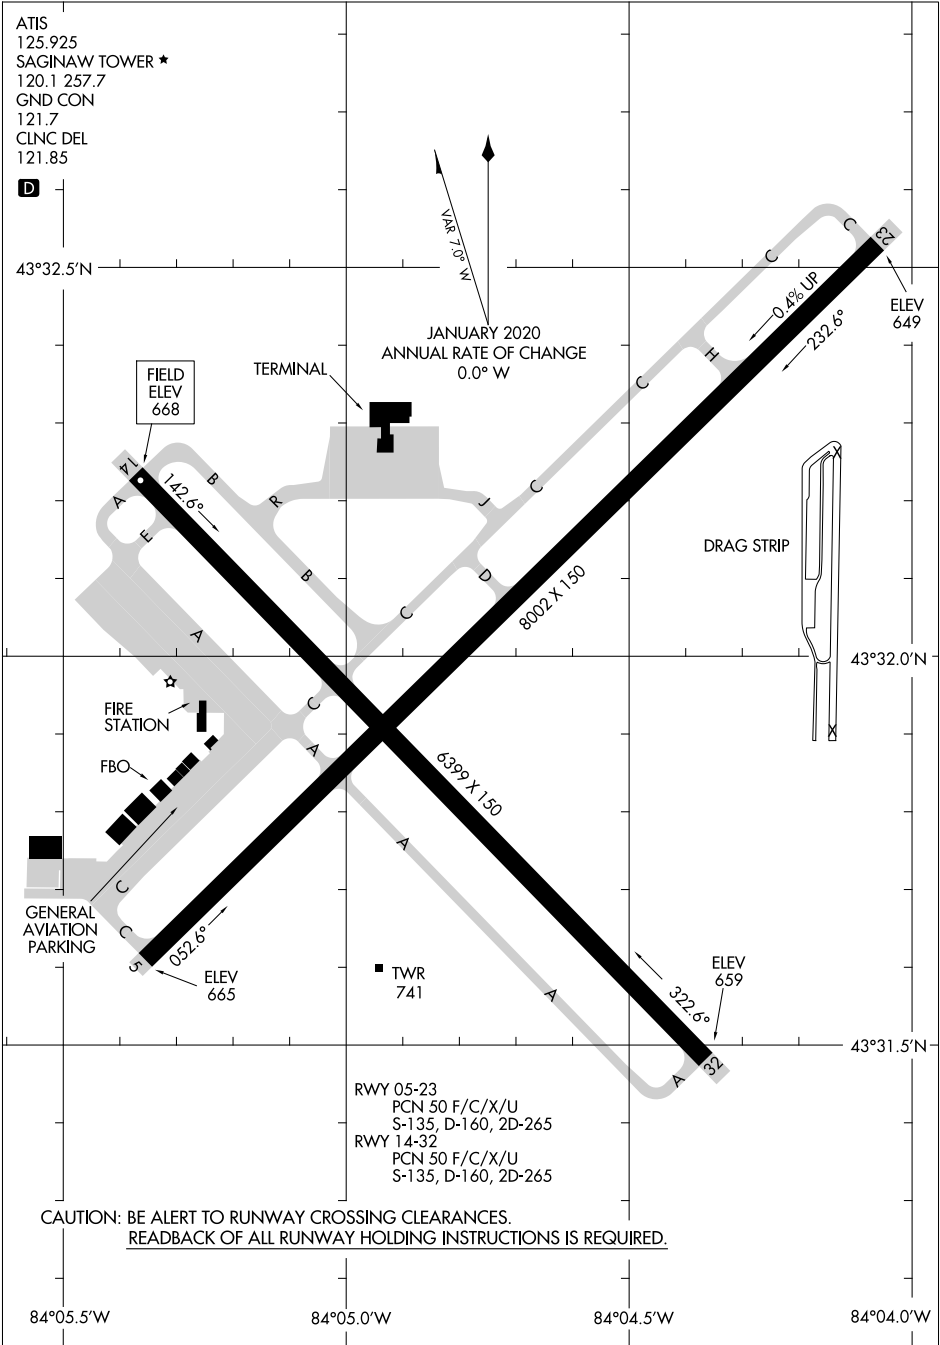 ATIS
125.925
SAGINAW TOWER ★
120.1 257.7
GND CON
121.7
CLNC DEL
121.85
D
VAR 7.0° W
JANUARY 2020
ANNUAL RATE OF CHANGE
0.0° W
43°32.5'N
C
C
23
0.4% UP
232.6°
ELEV
649
H
C
TERMINAL
FIELD
ELEV
668
14
142.6°
A
E
B
R
J
C
B
D
C
8002 X 150
DRAG STRIP
X
X
43°32.0'N
A
C
A
FIRE
STATION
FBO
6399 X 150
A
C
C
GENERAL
AVIATION
PARKING
5
052.6°
ELEV
665
TWR
741
A
ELEV
659
322.6°
32
A
43°31.5'N
RWY 05-23
PCN 50 F/C/X/U
S-135, D-160, 2D-265
RWY 14-32
PCN 50 F/C/X/U
S-135, D-160, 2D-265
CAUTION: BE ALERT TO RUNWAY CROSSING CLEARANCES.
READBACK OF ALL RUNWAY HOLDING INSTRUCTIONS IS REQUIRED.
84°05.5'W
84°05.0'W
84°04.5'W
84°04.0'W